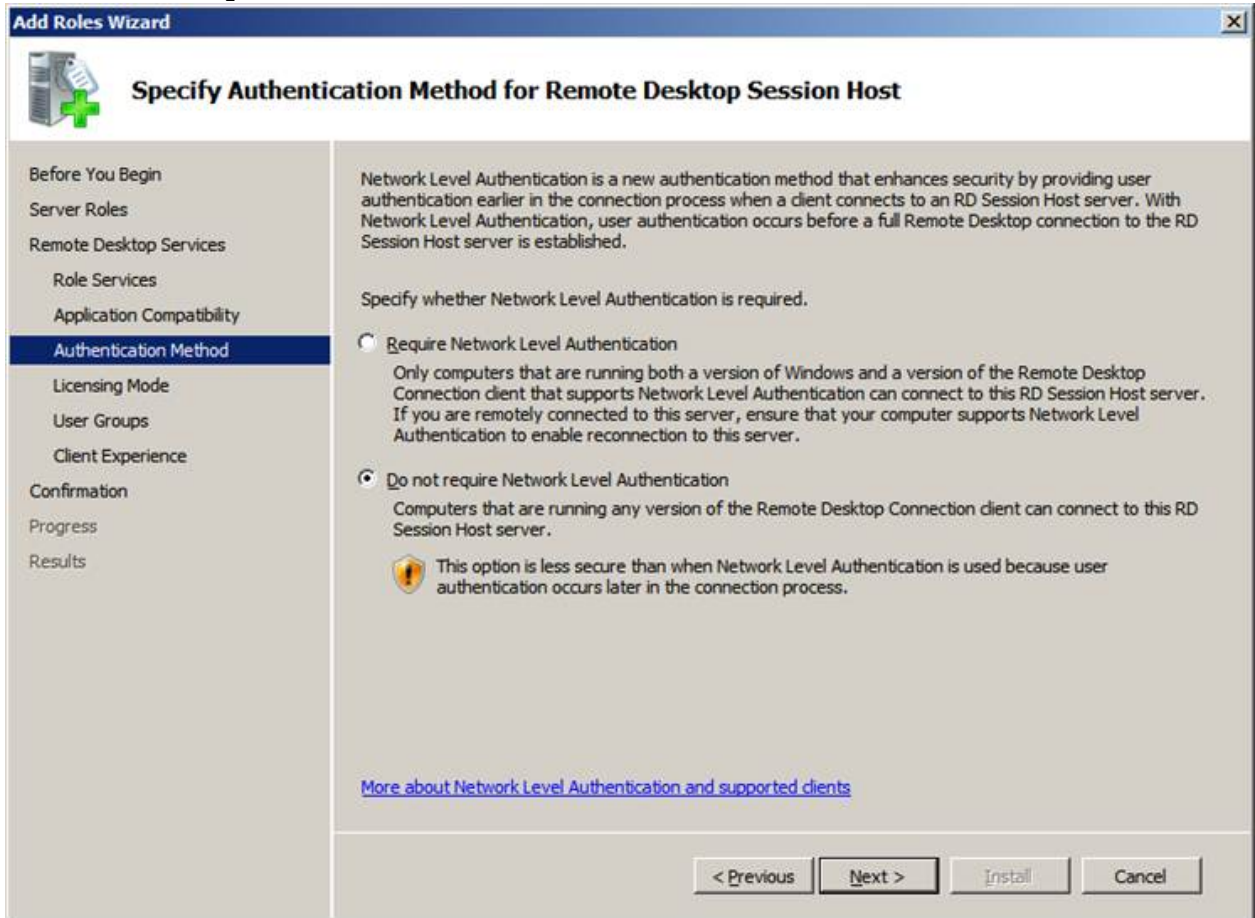 Add Roles Wizard
Specify Authentication Method for Remote Desktop Session Host
Before You Begin
Server Roles
Remote Desktop Services
Role Services
Application Compatibility
Authentication Method
Licensing Mode
User Groups
Client Experience
Confirmation
Progress
Results
Network Level Authentication is a new authentication method that enhances security by providing user
authentication earlier in the connection process when a client connects to an RD Session Host server. With
Network Level Authentication, user authentication occurs before a full Remote Desktop connection to the RD
Session Host server is established.
Specify whether Network Level Authentication is required.
Require Network Level Authentication
Only computers that are running both a version of Windows and a version of the Remote Desktop
Connection client that supports Network Level Authentication can connect to this RD Session Host server.
If you are remotely connected to this server, ensure that your computer supports Network Level
Authentication to enable reconnection to this server.
Do not require Network Level Authentication
Computers that are running any version of the Remote Desktop Connection client can connect to this RD
Session Host server.
This option is less secure than when Network Level Authentication is used because user
authentication occurs later in the connection process.
More about Network Level Authentication and supported clients
< Previous
Next >
Install
Cancel